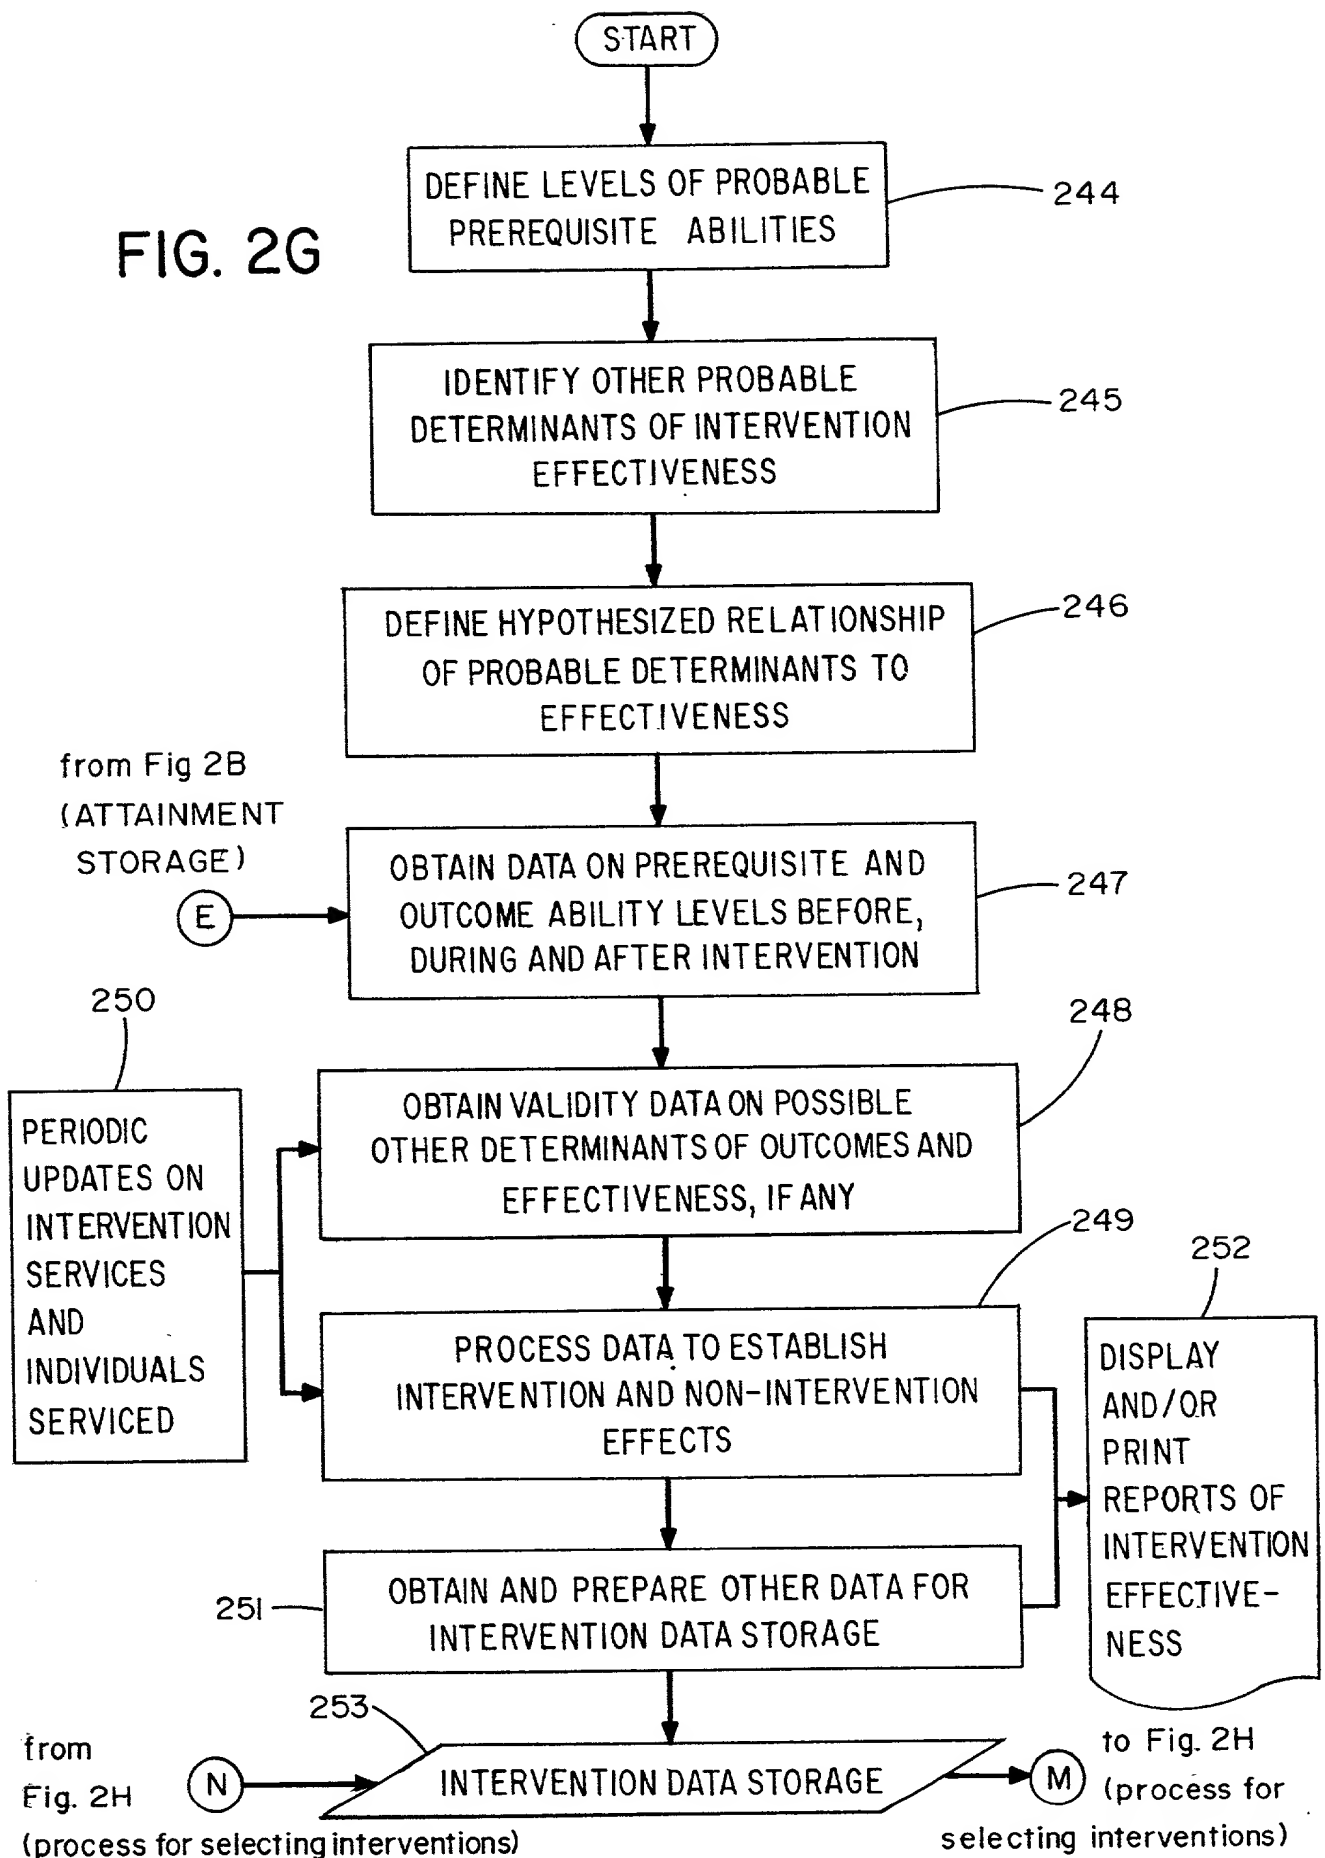 START
DEFINE LEVELS OF PROBABLE
PREREQUISITE ABILITIES
244
FIG. 2G
IDENTIFY OTHER PROBABLE
DETERMINANTS OF INTERVENTION
EFFECTIVENESS
245
DEFINE HYPOTHESIZED RELATIONSHIP
OF PROBABLE DETERMINANTS TO
EFFECTIVENESS
246
from Fig 2B
(ATTAINMENT
STORAGE)
E
OBTAIN DATA ON PREREQUISITE AND
OUTCOME ABILITY LEVELS BEFORE,
DURING AND AFTER INTERVENTION
247
250
PERIODIC
UPDATES ON
INTERVENTION
SERVICES
AND
INDIVIDUALS
SERVICED
248
OBTAIN VALIDITY DATA ON POSSIBLE
OTHER DETERMINANTS OF OUTCOMES AND
EFFECTIVENESS, IF ANY
249
PROCESS DATA TO ESTABLISH
INTERVENTION AND NON-INTERVENTION
EFFECTS
252
DISPLAY
AND/OR
PRINT
REPORTS OF
INTERVENTION
EFFECTIVE-
NESS
251
OBTAIN AND PREPARE OTHER DATA FOR
INTERVENTION DATA STORAGE
253
from
Fig. 2H
(process for selecting interventions)
N
INTERVENTION DATA STORAGE
M
to Fig. 2H
(process for
selecting interventions)